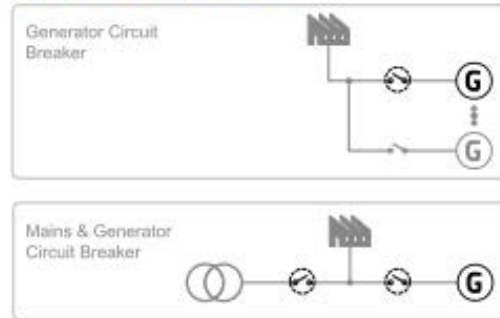 Generator Circuit
Breaker
G
G
Mains & Generator
Circuit Breaker
G